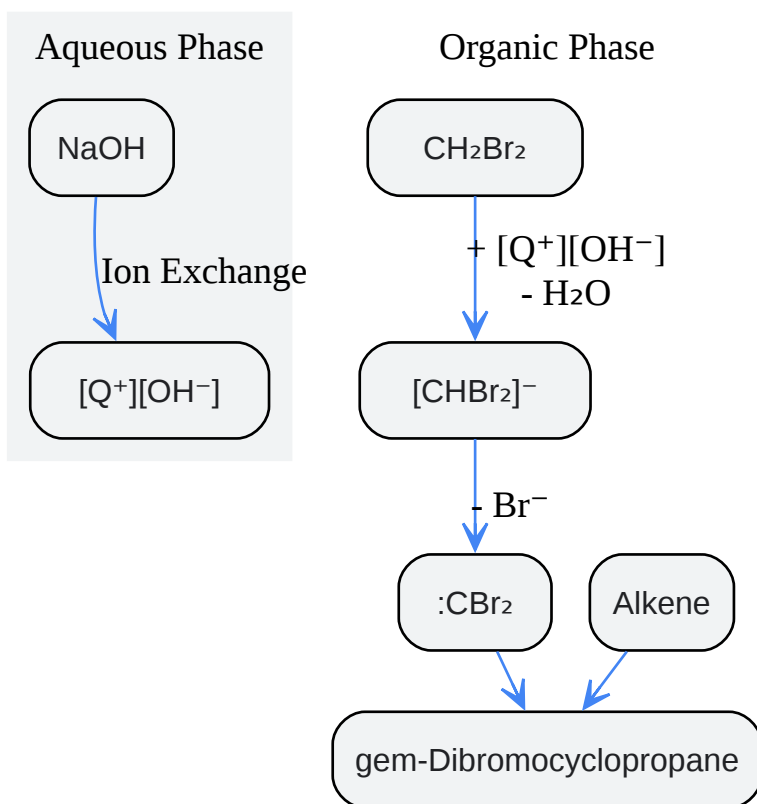 Aqueous Phase
Organic Phase
NaOH
CH₂Br₂
Ion Exchange
+ [Q⁺][OH⁻]
- H₂O
[Q⁺][OH⁻]
[CHBr₂]⁻
- Br⁻
:CBr₂
Alkene
gem-Dibromocyclopropane